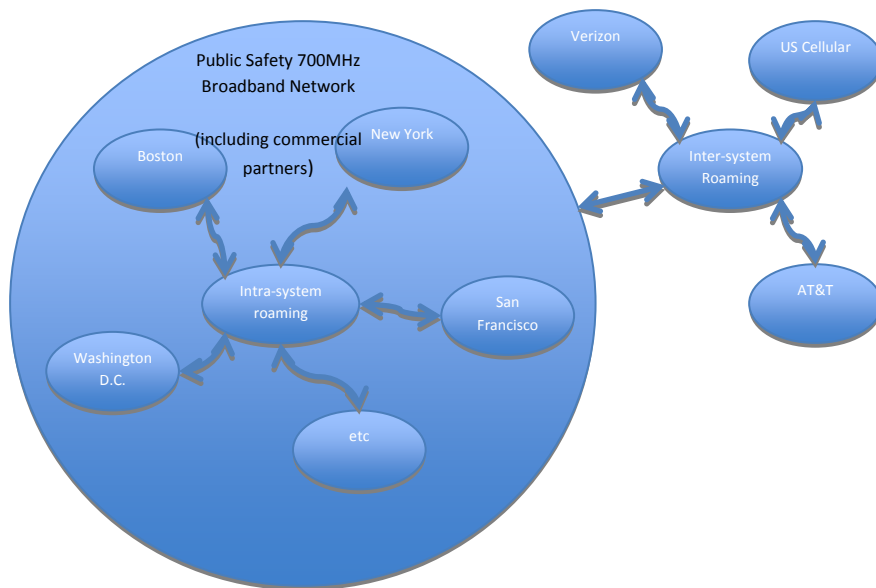 Public Safety 700MHz
Broadband Network
(including commercial
partners)
Boston
New York
Intra-system
roaming
San
Francisco
Washington
D.C.
etc
Verizon
US Cellular
Inter-system
Roaming
AT&T